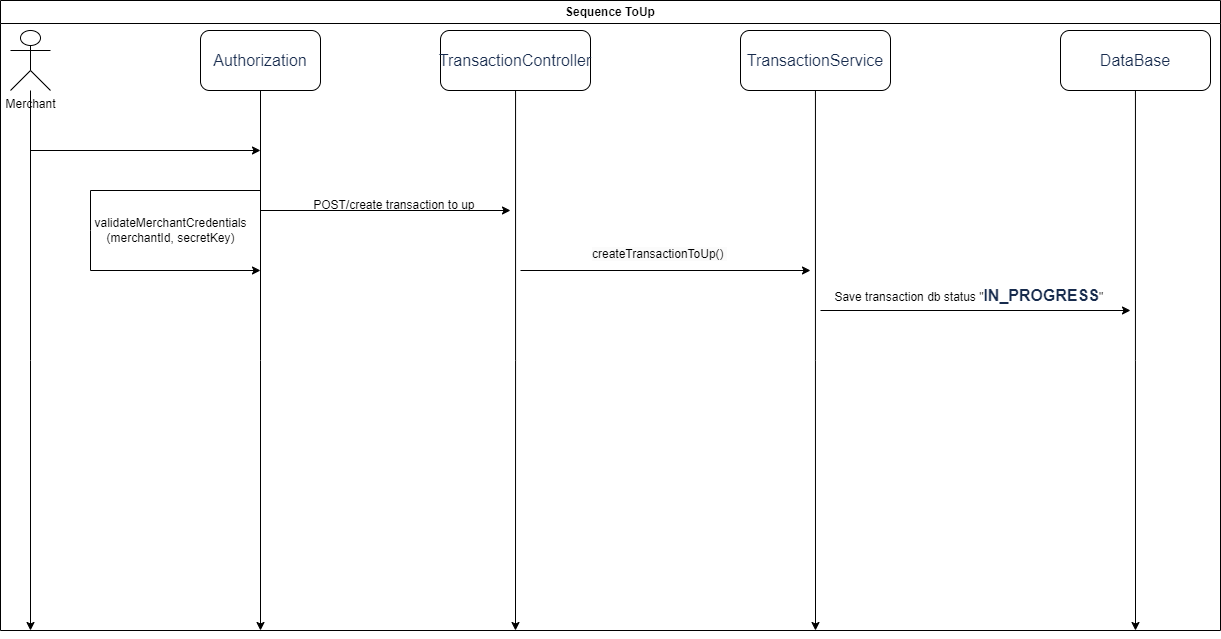 Sequence ToUp
Authorization
TransactionController
TransactionService
DataBase
Merchant
POST/create transaction to up
validateMerchantCredentials
(merchantId, secretKey)
createTransactionToUp()
Save transaction db status "IN_PROGRESS"